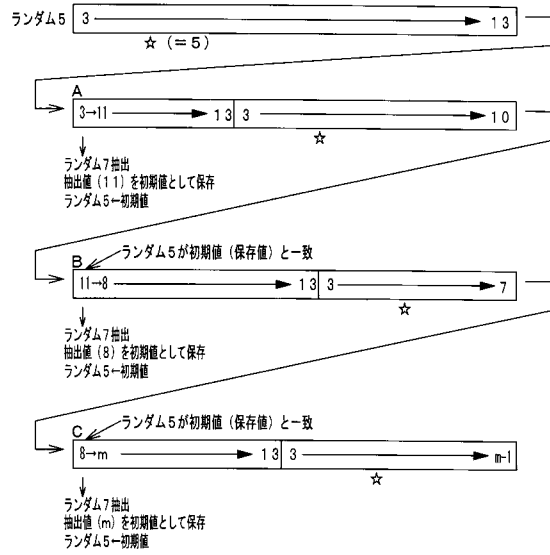 ランダム5
3 13
☆(=5)
A
3→11 13 3 10
☆
ランダム7抽出
抽出値(11)を初期値として保存
ランダム5←初期値
ランダム5が初期値(保存値)と一致
B
11→8 13 3 7
☆
ランダム7抽出
抽出値(8)を初期値として保存
ランダム5←初期値
ランダム5が初期値(保存値)と一致
C
8→m 13 3 m-1
☆
ランダム7抽出
抽出値(m)を初期値として保存
ランダム5←初期値